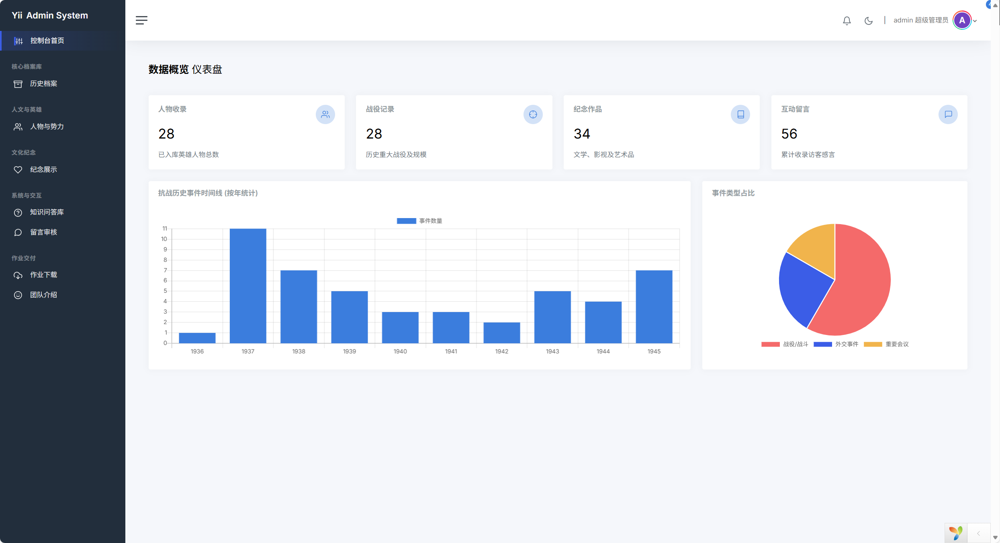 Yii Admin System
控制台首页
核心档案库
历史档案
人文与英雄
人物与势力
文化纪念
纪念展示
系统与交互
知识问答库
留言审核
作业交付
作业下载
团队介绍
admin 超级管理员
A
数据概览 仪表盘
人物收录
28
已入库英雄人物总数
战役记录
28
历史重大战役及规模
纪念作品
34
文学、影视及艺术品
互动留言
56
累计收录访客感言
抗战历史事件时间线 (按年统计)
事件数量
11
10
9
8
7
6
5
4
3
2
1
0
1936 1937 1938 1939 1940 1941 1942 1943 1944 1945
事件类型占比
战役/战斗 外交事件 重要会议